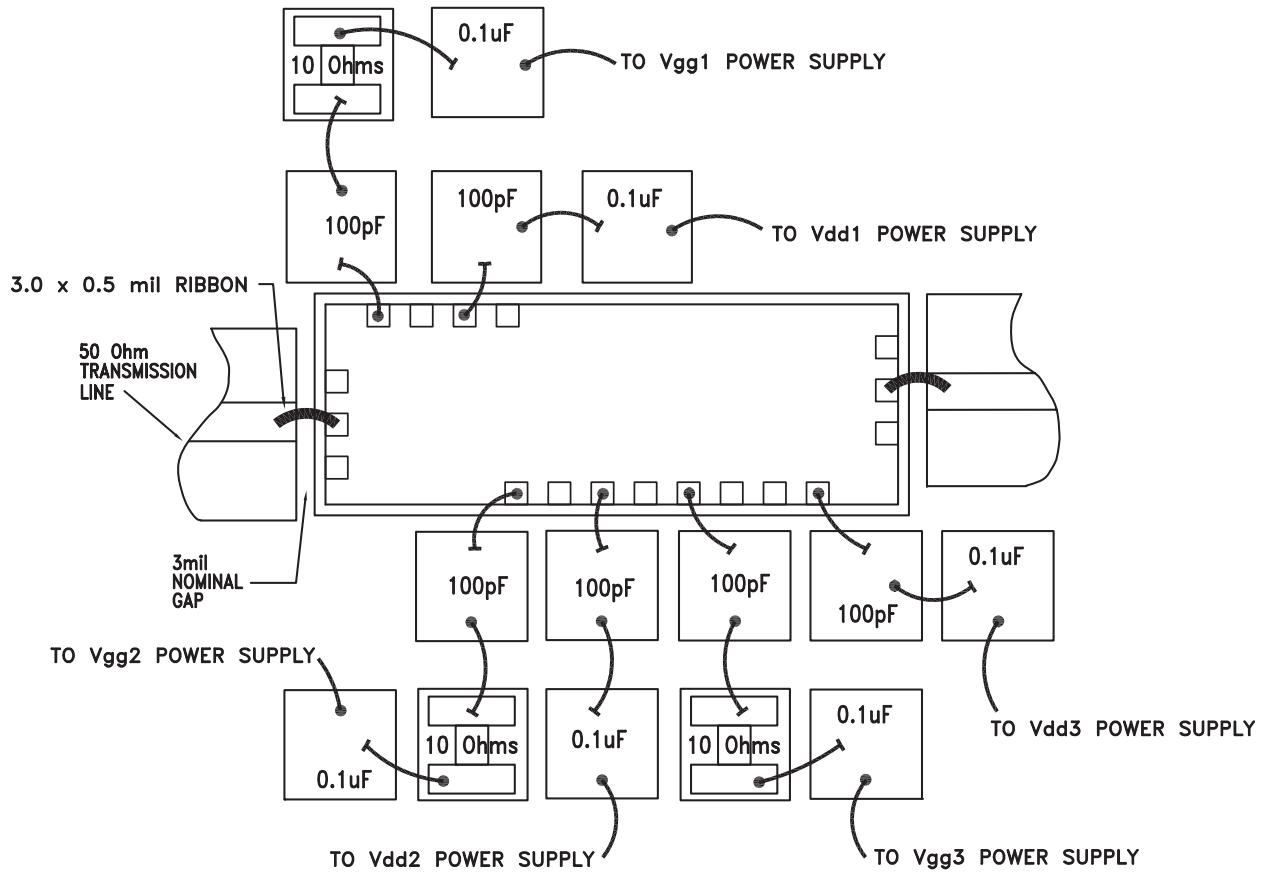 0.1uF
10 Ohms
TO Vgg1 POWER SUPPLY
100pF
100pF
0.1uF
TO Vdd1 POWER SUPPLY
3.0 x 0.5 mil RIBBON
50 Ohm
TRANSMISSION
LINE
3mil
NOMINAL
GAP
100pF
100pF
100pF
100pF
0.1uF
TO Vgg2 POWER SUPPLY
0.1uF
10 Ohms
0.1uF
10 Ohms
0.1uF
TO Vdd3 POWER SUPPLY
TO Vdd2 POWER SUPPLY
TO Vgg3 POWER SUPPLY